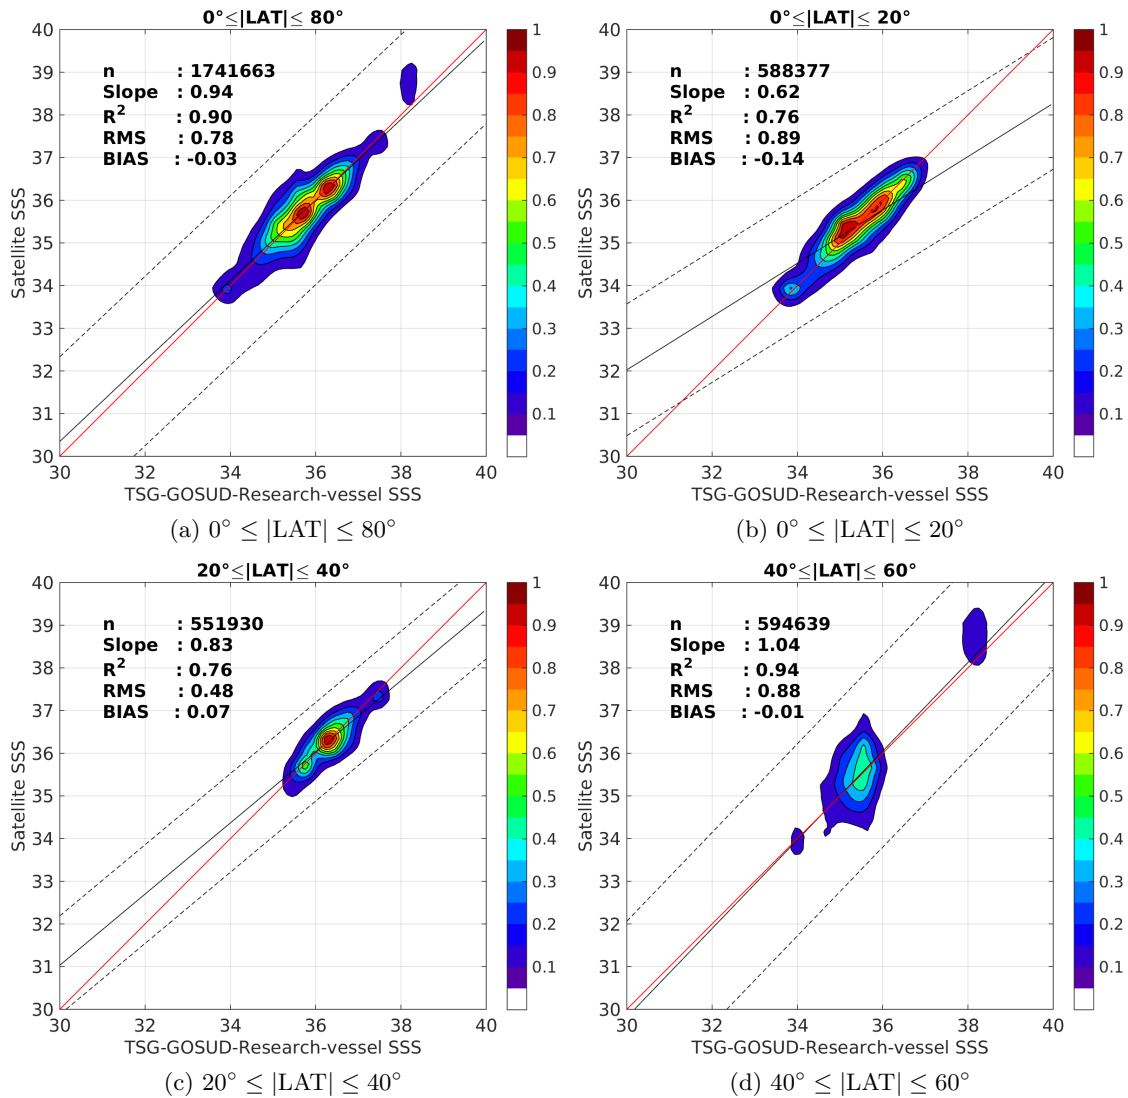 0°≤|LAT|≤ 80°
n : 1741663
Slope : 0.94
R² : 0.90
RMS : 0.78
BIAS : -0.03
Satellite SSS
40
39
38
37
36
35
34
33
32
31
30
30 32 34 36 38 40
TSG-GOSUD-Research-vessel SSS
1
0.9
0.8
0.7
0.6
0.5
0.4
0.3
0.2
0.1
(a) 0° ≤ |LAT| ≤ 80°
0°≤|LAT|≤ 20°
n : 588377
Slope : 0.62
R² : 0.76
RMS : 0.89
BIAS : -0.14
Satellite SSS
40
39
38
37
36
35
34
33
32
31
30
30 32 34 36 38 40
TSG-GOSUD-Research-vessel SSS
1
0.9
0.8
0.7
0.6
0.5
0.4
0.3
0.2
0.1
(b) 0° ≤ |LAT| ≤ 20°
20°≤|LAT|≤ 40°
n : 551930
Slope : 0.83
R² : 0.76
RMS : 0.48
BIAS : 0.07
Satellite SSS
40
39
38
37
36
35
34
33
32
31
30
30 32 34 36 38 40
TSG-GOSUD-Research-vessel SSS
1
0.9
0.8
0.7
0.6
0.5
0.4
0.3
0.2
0.1
(c) 20° ≤ |LAT| ≤ 40°
40°≤|LAT|≤ 60°
n : 594639
Slope : 1.04
R² : 0.94
RMS : 0.88
BIAS : -0.01
Satellite SSS
40
39
38
37
36
35
34
33
32
31
30
30 32 34 36 38 40
TSG-GOSUD-Research-vessel SSS
1
0.9
0.8
0.7
0.6
0.5
0.4
0.3
0.2
0.1
(d) 40° ≤ |LAT| ≤ 60°